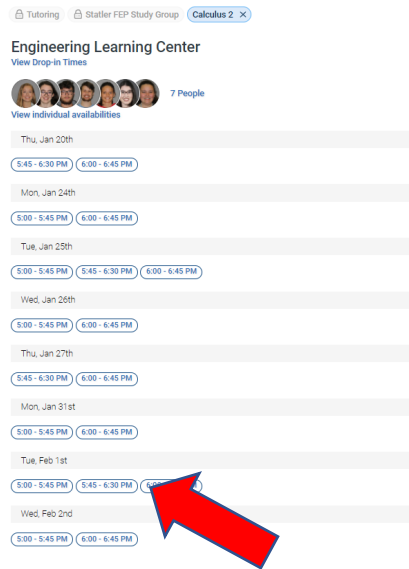 Tutoring Statler FEP Study Group Calculus 2 ×
Engineering Learning Center
View Drop-in Times
7 People
View individual availabilities
Thu, Jan 20th
5:45 - 6:30 PM 6:00 - 6:45 PM
Mon, Jan 24th
5:00 - 5:45 PM 6:00 - 6:45 PM
Tue, Jan 25th
5:00 - 5:45 PM 5:45 - 6:30 PM 6:00 - 6:45 PM
Wed, Jan 26th
5:00 - 5:45 PM 6:00 - 6:45 PM
Thu, Jan 27th
5:45 - 6:30 PM 6:00 - 6:45 PM
Mon, Jan 31st
5:00 - 5:45 PM 6:00 - 6:45 PM
Tue, Feb 1st
5:00 - 5:45 PM 5:45 - 6:30 PM
Wed, Feb 2nd
5:00 - 5:45 PM 6:00 - 6:45 PM